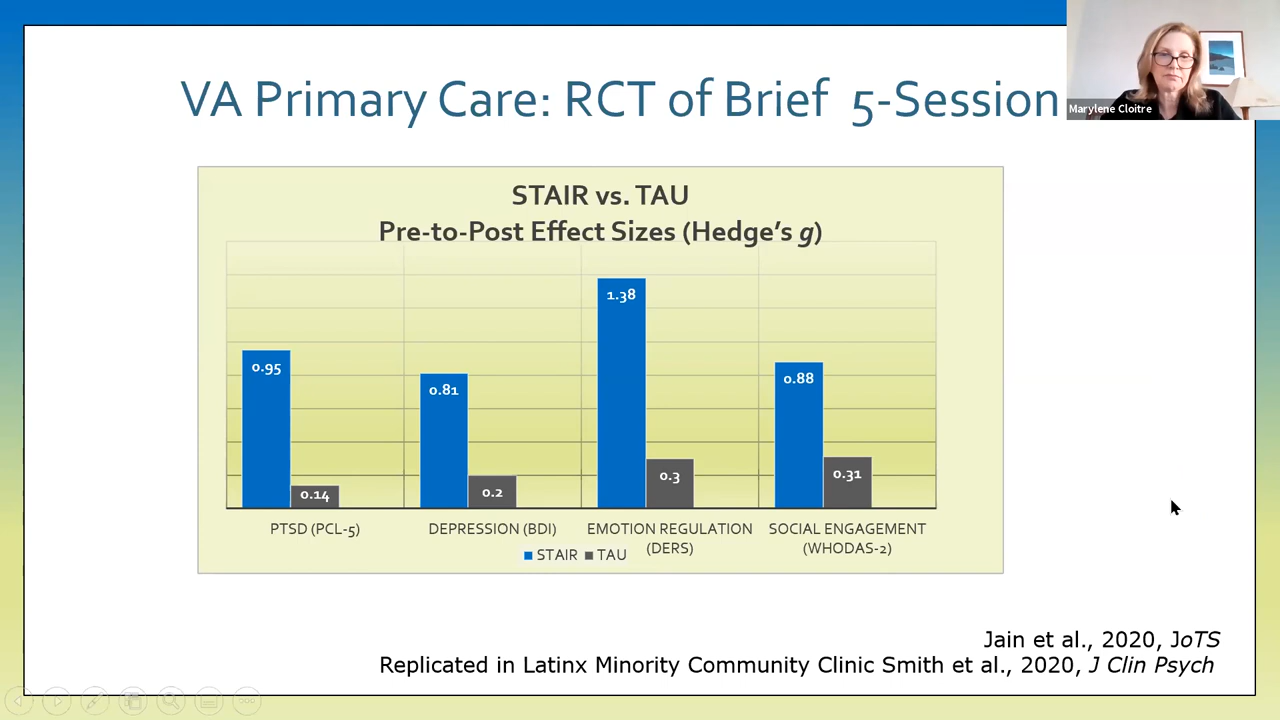 VA Primary Care: RCT of Brief 5-Session
Marylene Cloitre
STAIR vs. TAU
Pre-to-Post Effect Sizes (Hedge's g)
0.95
0.14
0.81
0.2
1.38
0.3
0.88
0.31
PTSD (PCL-5)
DEPRESSION (BDI)
EMOTION REGULATION
(DERS)
SOCIAL ENGAGEMENT
(WHODAS-2)
STAIR TAU
Jain et al., 2020, JoTS
Replicated in Latinx Minority Community Clinic Smith et al., 2020, J Clin Psych